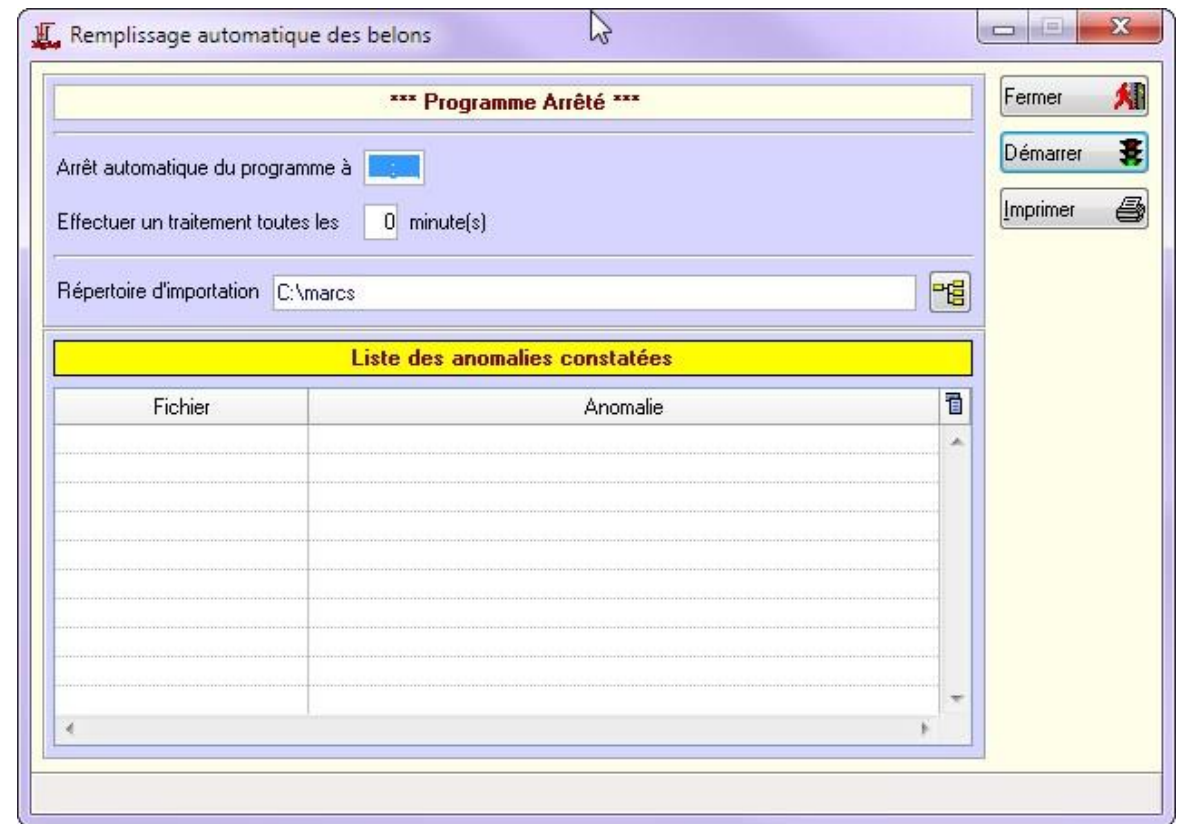 Remplissage automatique des belons
*** Programme Arrêté ***
Fermer
Arrêt automatique du programme à :
Démarrer
Effectuer un traitement toutes les 0 minute(s)
Imprimer
Répertoire d'importation C:\marcs
Liste des anomalies constatées
Fichier Anomalie